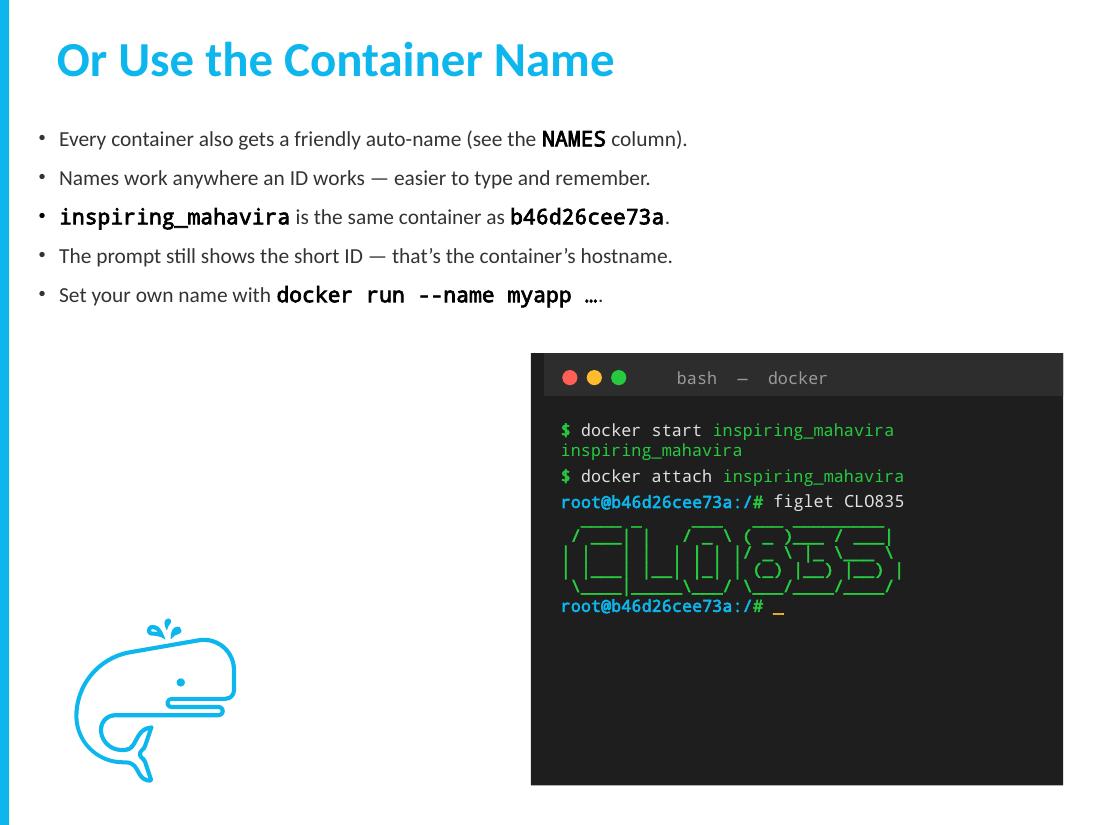 Or Use the Container Name
• Every container also gets a friendly auto-name (see the NAMES column).
• Names work anywhere an ID works — easier to type and remember.
• inspiring_mahavira is the same container as b46d26cee73a.
• The prompt still shows the short ID — that’s the container’s hostname.
• Set your own name with docker run --name myapp ….
bash — docker
$ docker start inspiring_mahavira
inspiring_mahavira
$ docker attach inspiring_mahavira
root@b46d26cee73a:/# figlet CLO835
CLO835
root@b46d26cee73a:/# _